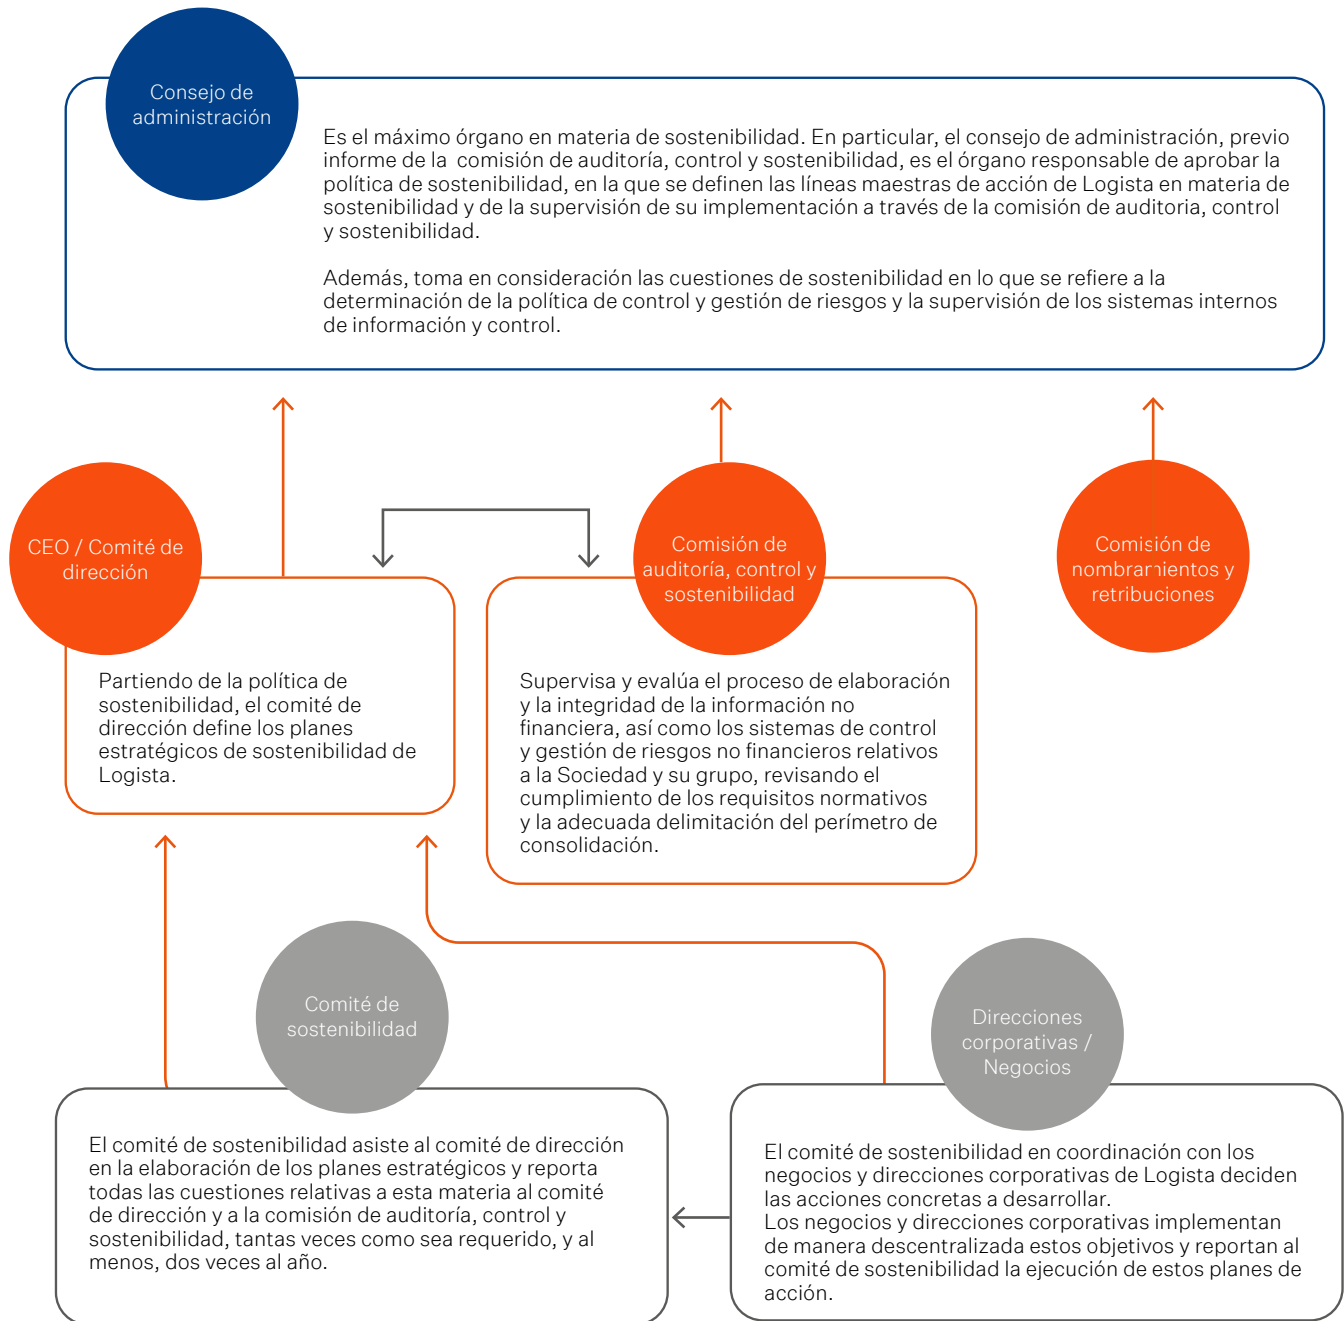 Consejo de
administración
Es el máximo órgano en materia de sostenibilidad. En particular, el consejo de administración, previo
informe de la comisión de auditoría, control y sostenibilidad, es el órgano responsable de aprobar la
política de sostenibilidad, en la que se definen las líneas maestras de acción de Logista en materia de
sostenibilidad y de la supervisión de su implementación a través de la comisión de auditoria, control
y sostenibilidad.
Además, toma en consideración las cuestiones de sostenibilidad en lo que se refiere a la
determinación de la política de control y gestión de riesgos y la supervisión de los sistemas internos
de información y control.
CEO / Comité de
dirección
Partiendo de la política de
sostenibilidad, el comité de
dirección define los planes
estratégicos de sostenibilidad de
Logista.
Comisión de
auditoría, control y
sostenibilidad
Supervisa y evalúa el proceso de elaboración
y la integridad de la información no
financiera, así como los sistemas de control
y gestión de riesgos no financieros relativos
a la Sociedad y su grupo, revisando el
cumplimiento de los requisitos normativos
y la adecuada delimitación del perímetro de
consolidación.
Comisión de
nombramientos y
retribuciones
Comité de
sostenibilidad
El comité de sostenibilidad asiste al comité de dirección
en la elaboración de los planes estratégicos y reporta
todas las cuestiones relativas a esta materia al comité
de dirección y a la comisión de auditoría, control y
sostenibilidad, tantas veces como sea requerido, y al
menos, dos veces al año.
Direcciones
corporativas /
Negocios
El comité de sostenibilidad en coordinación con los
negocios y direcciones corporativas de Logista deciden
las acciones concretas a desarrollar.
Los negocios y direcciones corporativas implementan
de manera descentralizada estos objetivos y reportan al
comité de sostenibilidad la ejecución de estos planes de
acción.